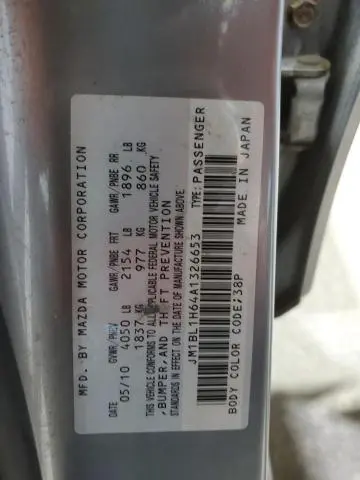 MFD. BY MAZDA MOTOR CORPORATION
DATE GVWR/PNBV GAWR/PNBE FRT GAWR/PNBE RR
05/10 4050 LB 2154 LB 1896 LB
1837 KG 977 KG 860 KG
THIS VEHICLE CONFORMS TO ALL APPLICABLE FEDERAL MOTOR VEHICLE SAFETY
, BUMPER, AND THEFT PREVENTION
STANDARDS IN EFFECT ON THE DATE OF MANUFACTURE SHOWN ABOVE.
JM1BL1H64A1326653 TYPE: PASSENGER
BODY COLOR CODE;38P MADE IN JAPAN